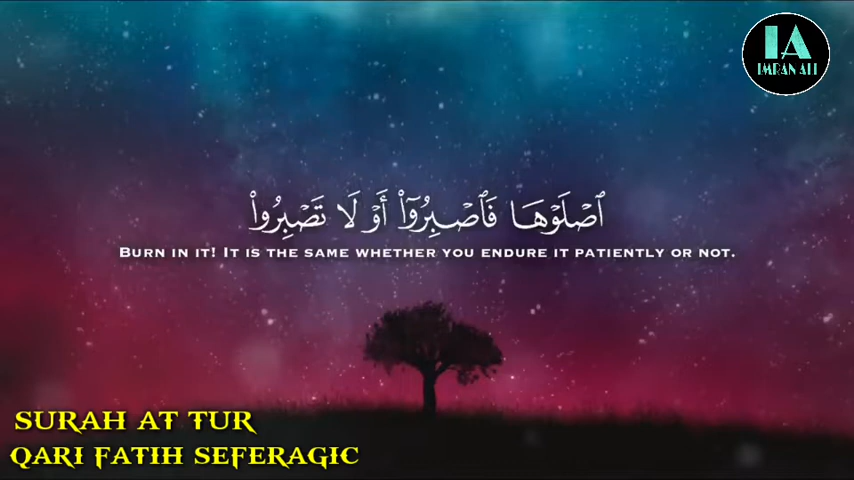 IA
IMRAN ALI
ٱصْلَوْهَا فَٱصْبِرُوٓا۟ أَوْ لَا تَصْبِرُوا۟
BURN IN IT! IT IS THE SAME WHETHER YOU ENDURE IT PATIENTLY OR NOT.
SURAH AT TUR
QARI FATIH SEFERAGIC